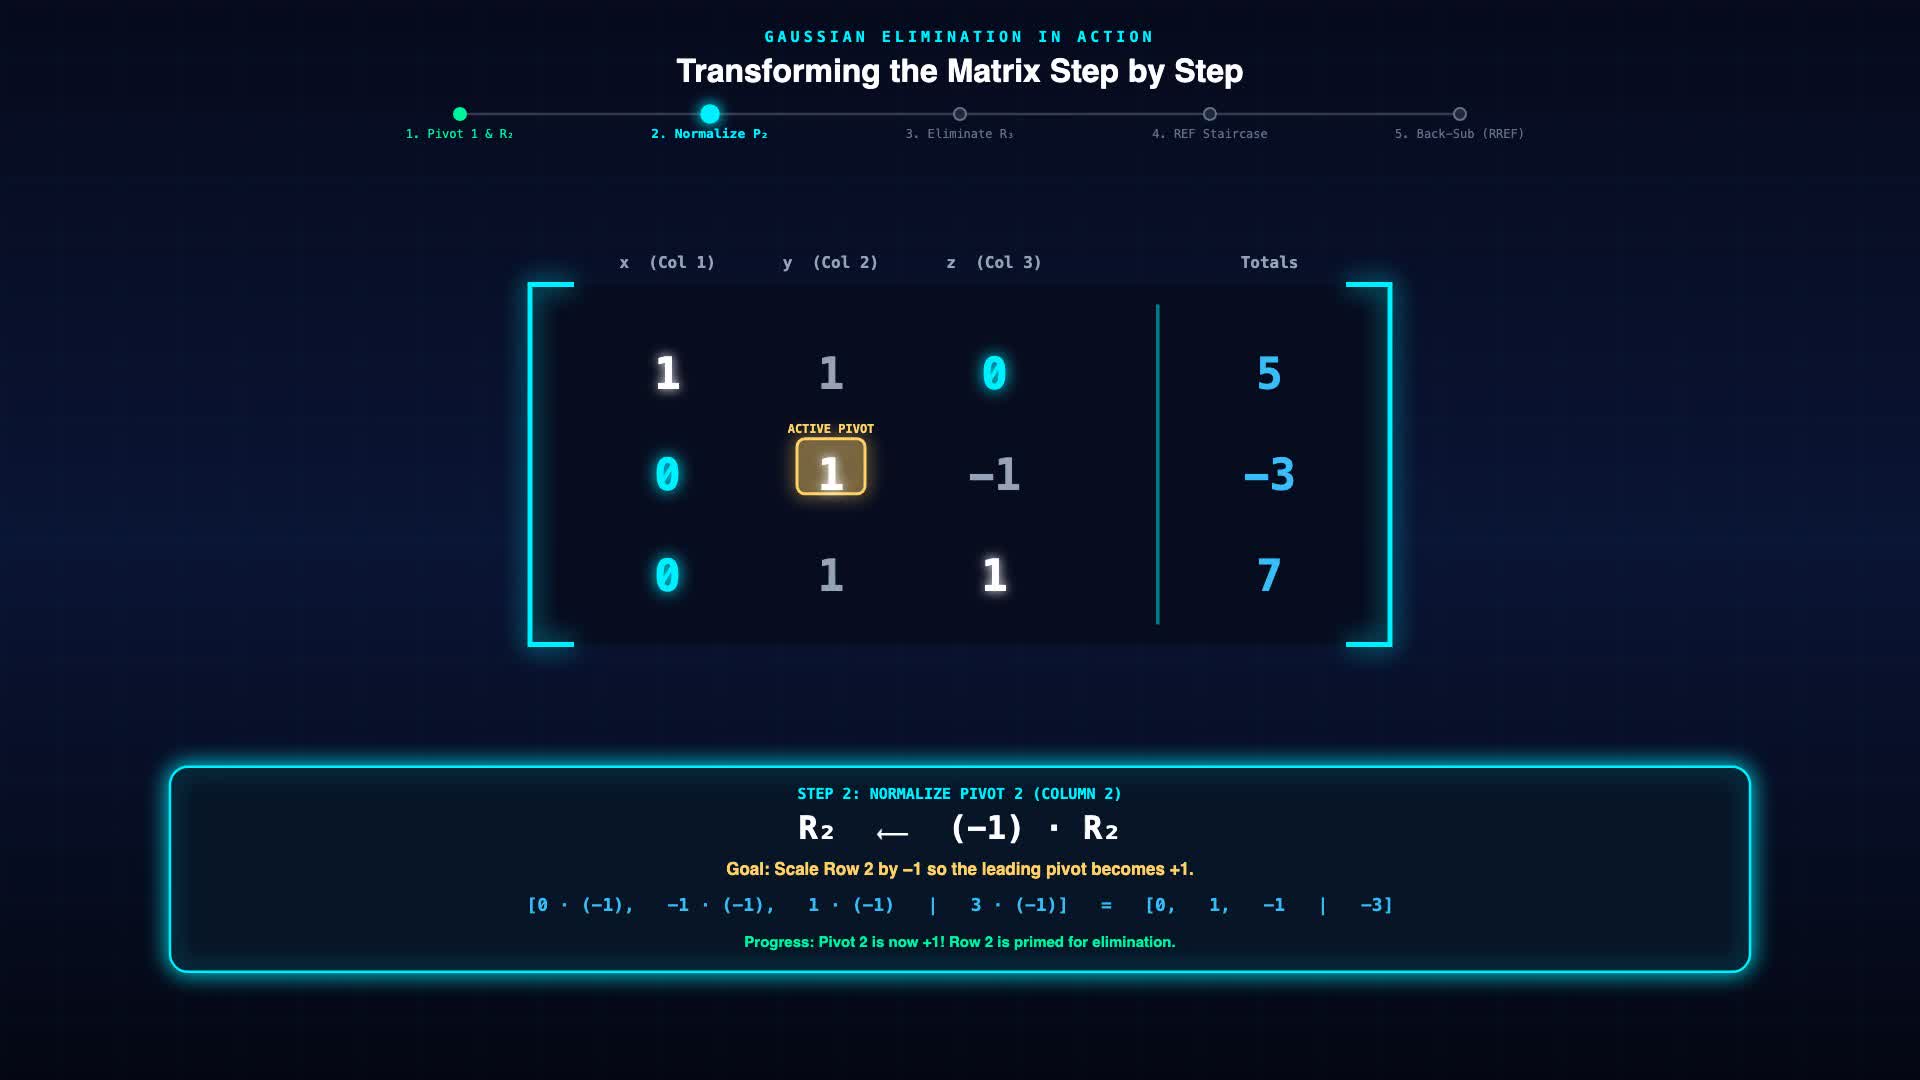 GAUSSIAN ELIMINATION IN ACTION
Transforming the Matrix Step by Step
1. Pivot 1 & R₂ 2. Normalize P₂ 3. Eliminate R₃ 4. REF Staircase 5. Back–Sub (RREF)
x (Col 1) y (Col 2) z (Col 3) Totals
1 1 0 5
ACTIVE PIVOT
0 1 −1 −3
0 1 1 7
STEP 2: NORMALIZE PIVOT 2 (COLUMN 2)
R₂ ⟵ (−1) · R₂
Goal: Scale Row 2 by −1 so the leading pivot becomes +1.
[0 · (−1), −1 · (−1), 1 · (−1) | 3 · (−1)] = [0, 1, −1 | −3]
Progress: Pivot 2 is now +1! Row 2 is primed for elimination.